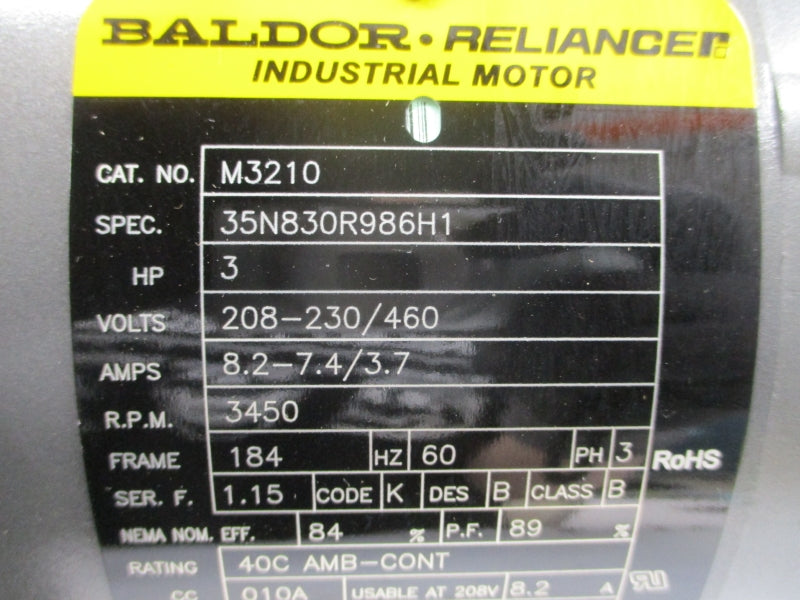 BALDOR · RELIANCER
INDUSTRIAL MOTOR
CAT. NO. M3210
SPEC. 35N830R986H1
HP 3
VOLTS 208-230/460
AMPS 8.2-7.4/3.7
R.P.M. 3450
FRAME 184 HZ 60 PH 3 RoHS
SER. F. 1.15 CODE K DES B CLASS B
NEMA NOM. EFF. 84 % P.F. 89 %
RATING 40C AMB-CONT
CC 010A USABLE AT 208V 8.2 A